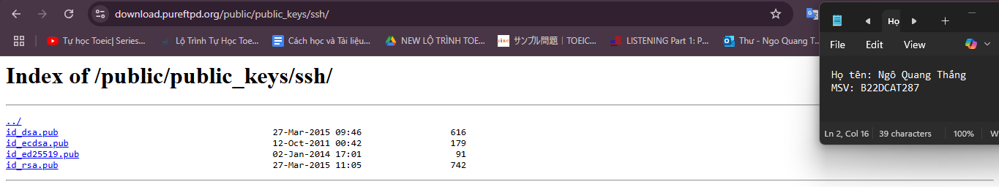 download.pureftpd.org/public/public_keys/ssh/
Tự học Toeic| Series...
Lộ Trình Tự Học Toe...
Cách học và Tài liệu...
NEW LỘ TRÌNH TOE...
サンプル問題｜TOEIC...
LISTENING Part 1: P...
Thư - Ngo Quang T...
Index of /public/public_keys/ssh/
../
id_dsa.pub 27-Mar-2015 09:46 616
id_ecdsa.pub 12-Oct-2011 00:42 179
id_ed25519.pub 02-Jan-2014 17:01 91
id_rsa.pub 27-Mar-2015 11:05 742
Họ
File Edit View
Họ tên: Ngô Quang Thắng
MSV: B22DCAT287
Ln 2, Col 16 39 characters 100% W